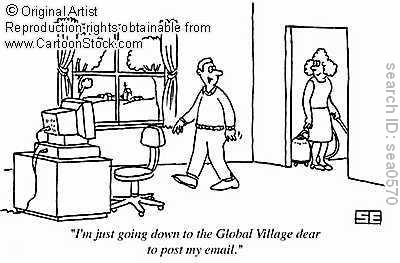 © Original Artist
Reproduction rights obtainable from
www.CartoonStock.com
search ID: sea0570
SE
"I'm just going down to the Global Village dear
to post my email."